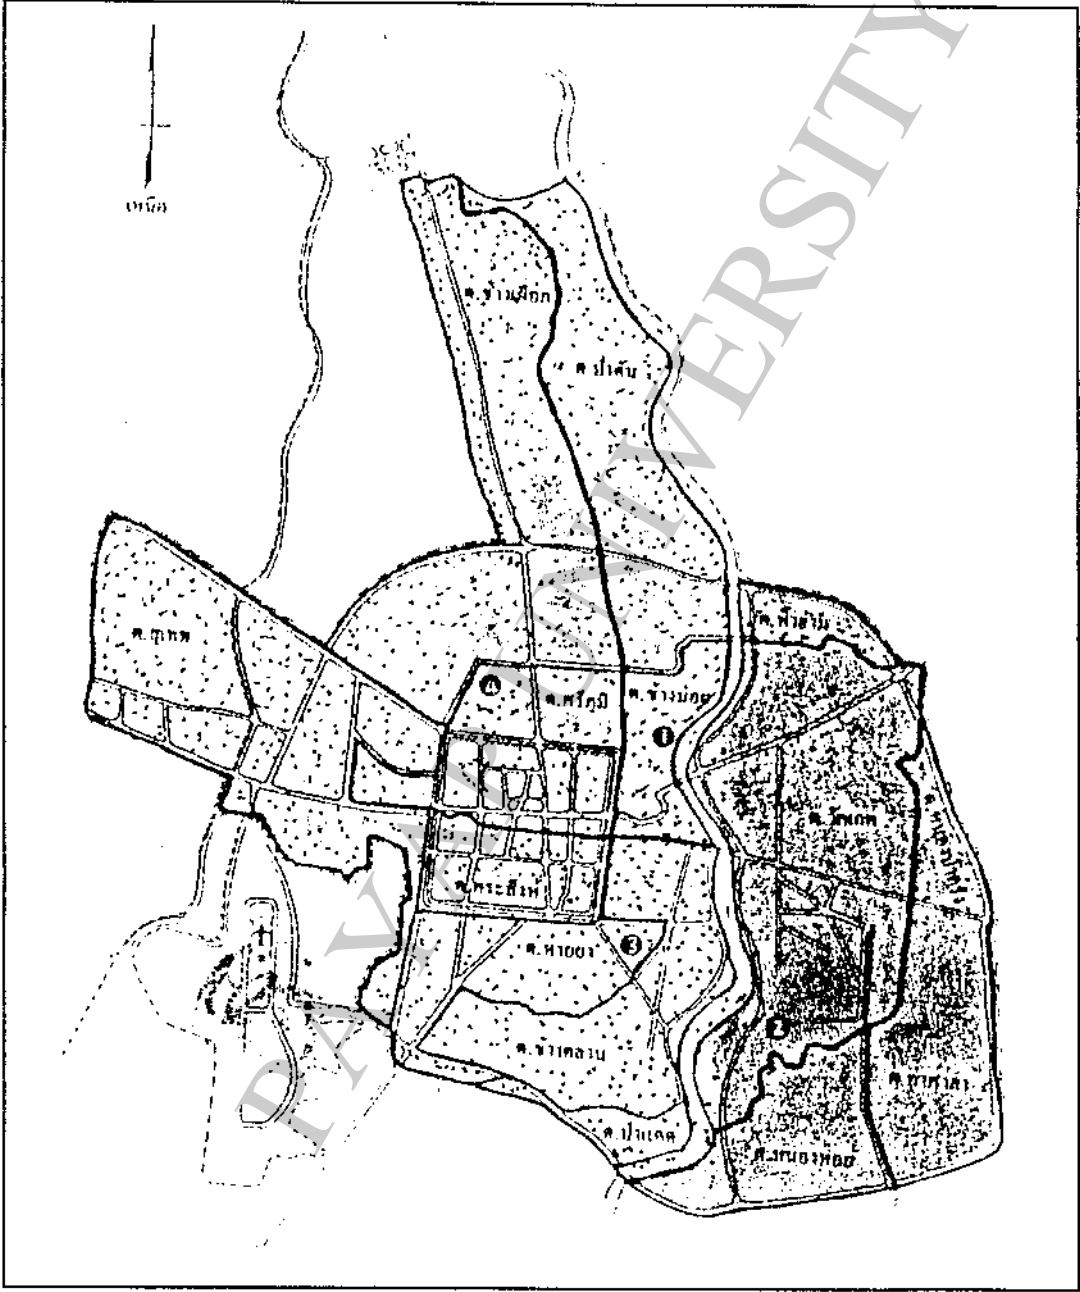 เหนือ
ต.ช้างเผือก
ต.ป่าตัน
ต.สุเทพ
ต.ฟ้าฮ่าม
4
ต.ศรีภูมิ
ต.ช้างม่อย
1
ต.วัดเกต
ต.พระสิงห์
ต.หายยา
3
2
ต.ช้างคลาน
ต.ท่าศาลา
ต.ป่าแดด
ต.หนองหอย
PAYAP UNIVERSITY